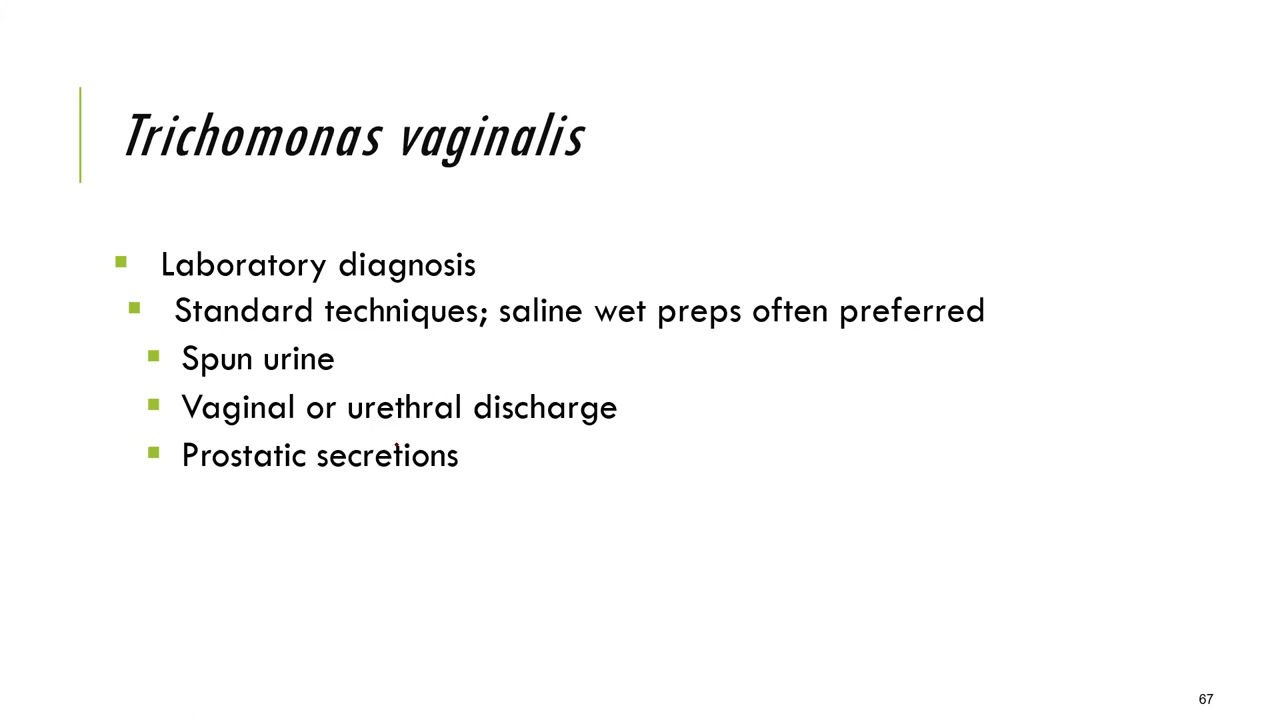 Trichomonas vaginalis
Laboratory diagnosis
Standard techniques; saline wet preps often preferred
Spun urine
Vaginal or urethral discharge
Prostatic secretions
67